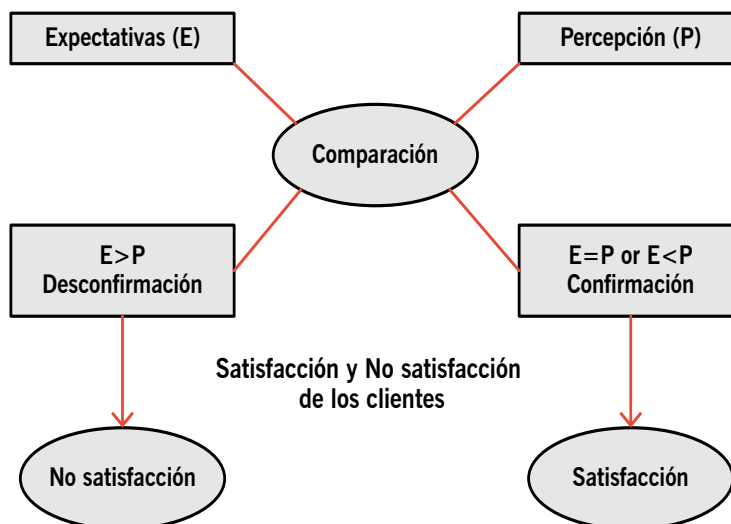 Expectativas (E)
Percepción (P)
Comparación
E>P
Desconfirmación
E=P or E<P
Confirmación
Satisfacción y No satisfacción
de los clientes
No satisfacción
Satisfacción